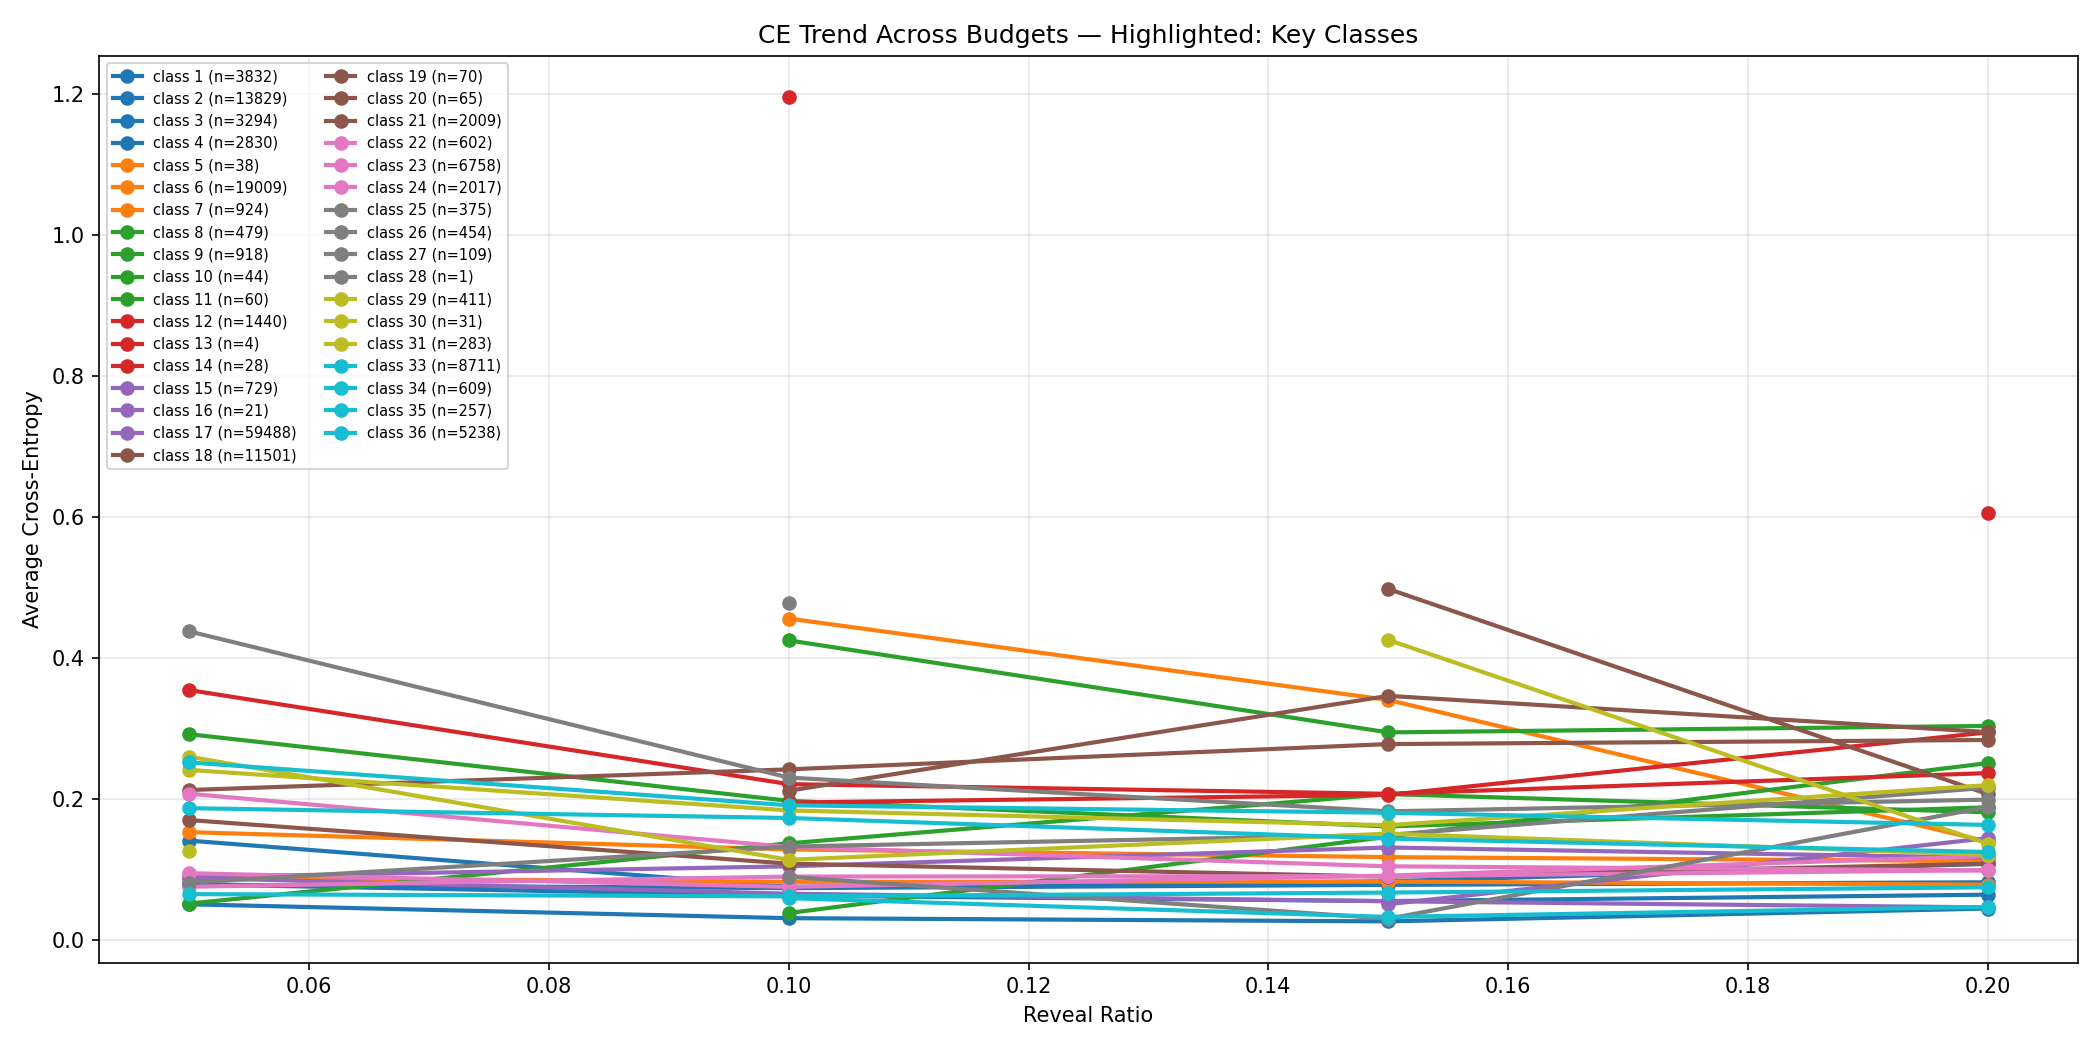 CE Trend Across Budgets — Highlighted: Key Classes
class 1 (n=3832)
class 2 (n=13829)
class 3 (n=3294)
class 4 (n=2830)
class 5 (n=38)
class 6 (n=19009)
class 7 (n=924)
class 8 (n=479)
class 9 (n=918)
class 10 (n=44)
class 11 (n=60)
class 12 (n=1440)
class 13 (n=4)
class 14 (n=28)
class 15 (n=729)
class 16 (n=21)
class 17 (n=59488)
class 18 (n=11501)
class 19 (n=70)
class 20 (n=65)
class 21 (n=2009)
class 22 (n=602)
class 23 (n=6758)
class 24 (n=2017)
class 25 (n=375)
class 26 (n=454)
class 27 (n=109)
class 28 (n=1)
class 29 (n=411)
class 30 (n=31)
class 31 (n=283)
class 33 (n=8711)
class 34 (n=609)
class 35 (n=257)
class 36 (n=5238)
Average Cross-Entropy
1.2
1.0
0.8
0.6
0.4
0.2
0.0
0.06
0.08
0.10
0.12
0.14
0.16
0.18
0.20
Reveal Ratio